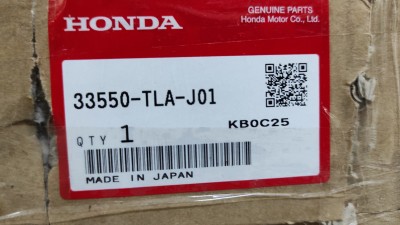 HONDA
GENUINE PARTS
Honda Motor Co., Ltd.
33550-TLA-J01
KB0C25
QTY 1
MADE IN JAPAN